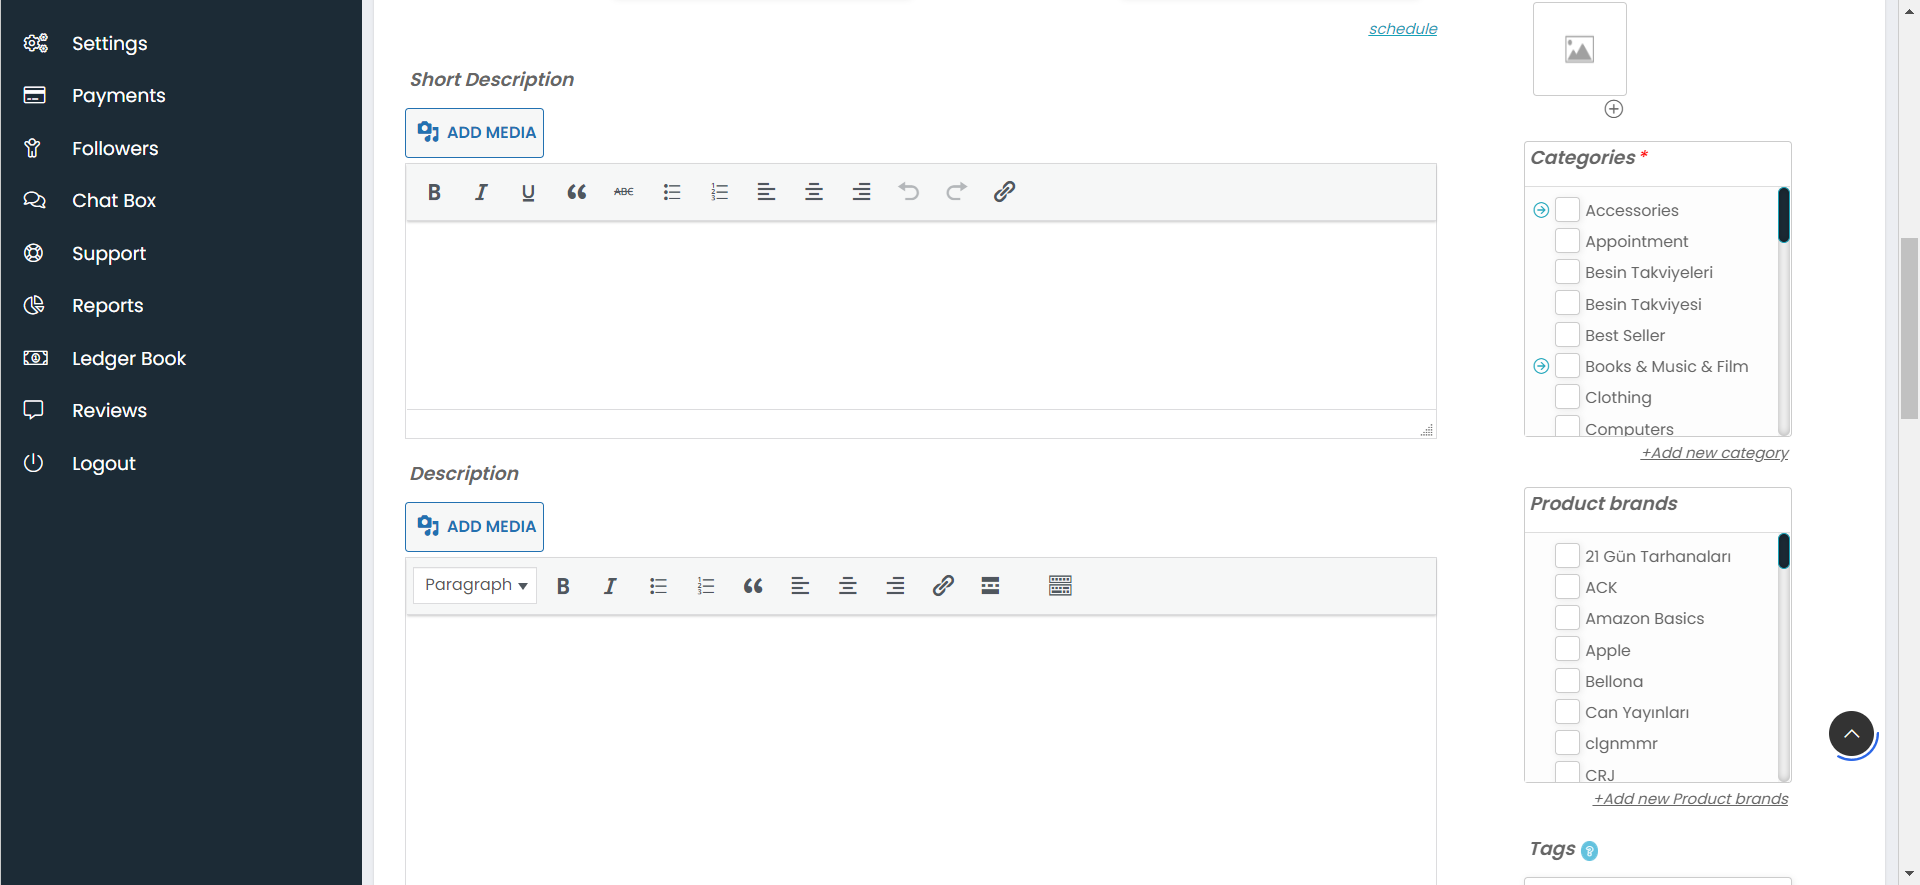 Settings
Payments
Followers
Chat Box
Support
Reports
Ledger Book
Reviews
Logout
schedule
Short Description
ADD MEDIA
B I U ABC
Description
ADD MEDIA
Paragraph B I
Categories *
Accessories
Appointment
Besin Takviyeleri
Besin Takviyesi
Best Seller
Books & Music & Film
Clothing
Computers
+Add new category
Product brands
21 Gün Tarhanaları
ACK
Amazon Basics
Apple
Bellona
Can Yayınları
clgnmmr
CRJ
+Add new Product brands
Tags ?